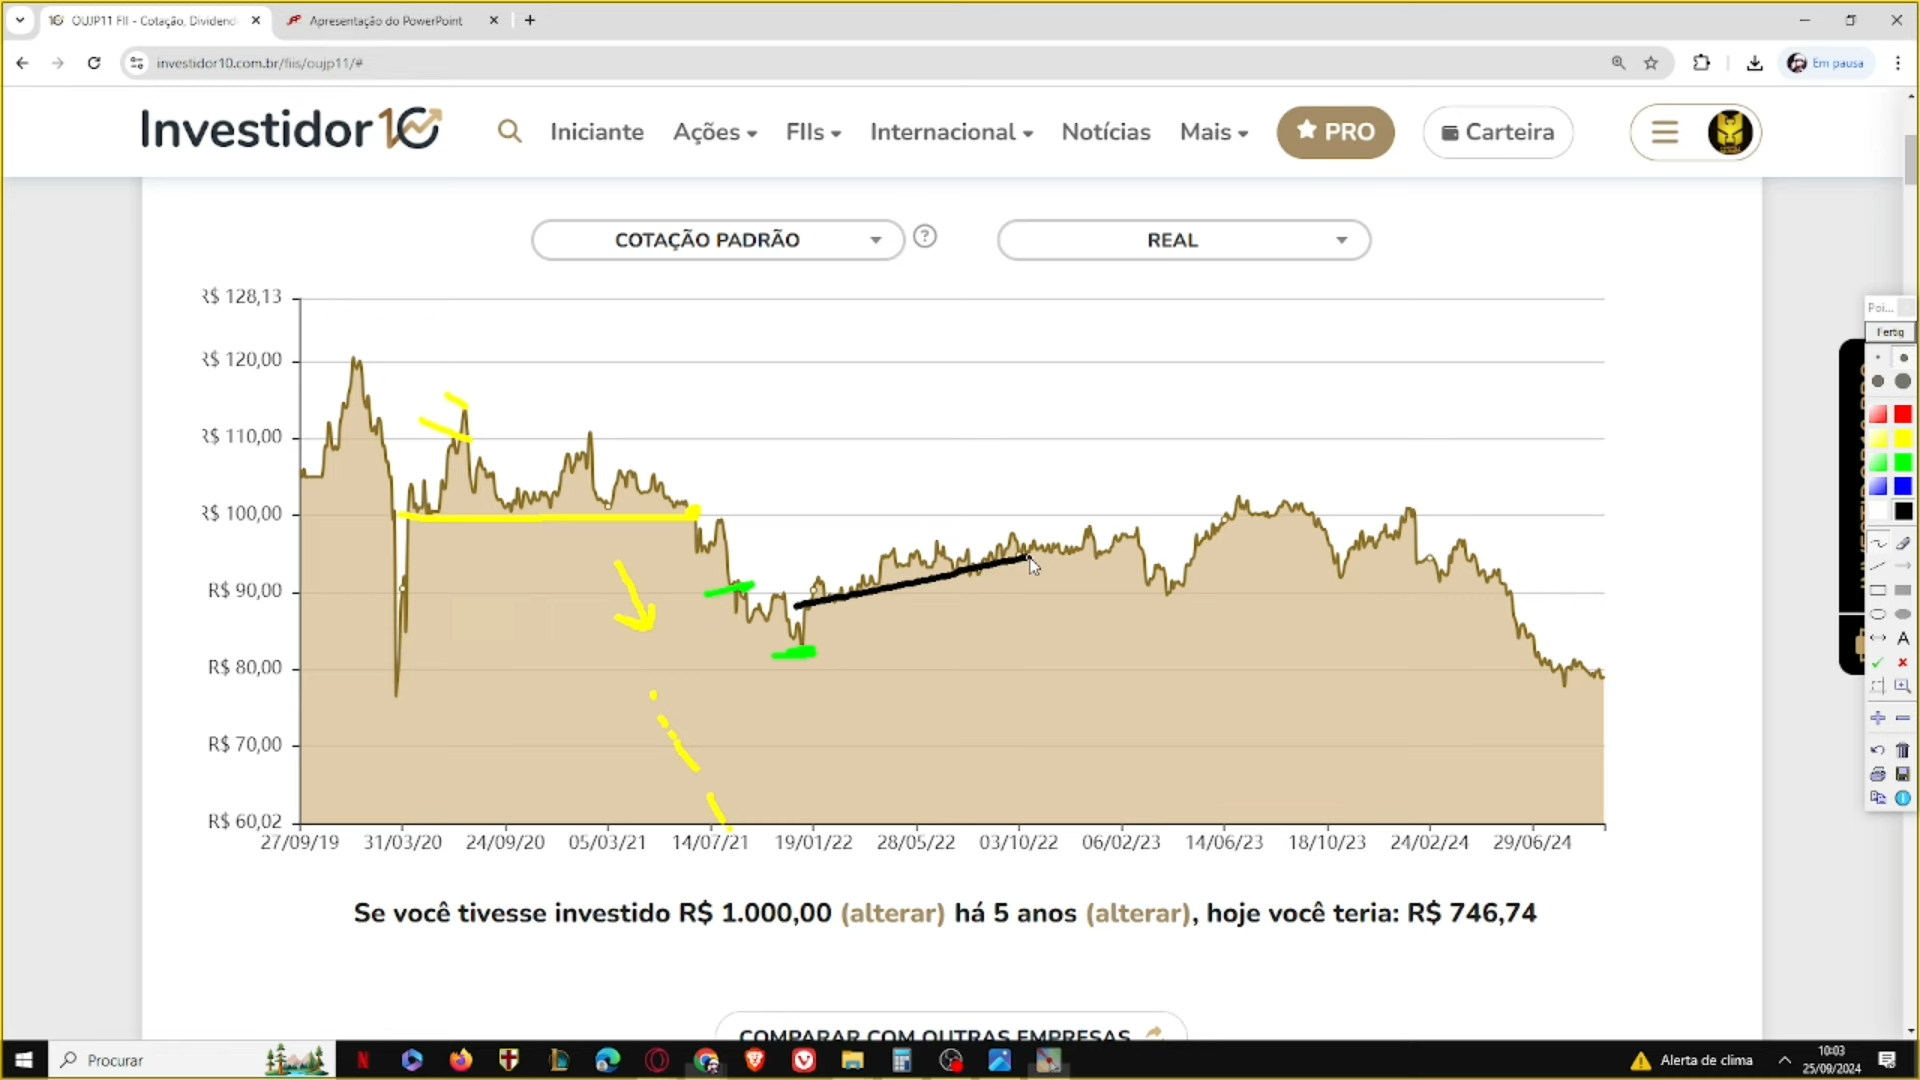 OUJP11 FII - Cotação, Dividend
Apresentação do PowerPoint
investidor10.com.br/fiis/oujp11/#
Em pausa
Investidor 10
Iniciante
Ações
FIIs
Internacional
Notícias
Mais
PRO
Carteira
COTAÇÃO PADRÃO
REAL
R$ 128,13
R$ 120,00
R$ 110,00
R$ 100,00
R$ 90,00
R$ 80,00
R$ 70,00
R$ 60,02
27/09/19 31/03/20 24/09/20 05/03/21 14/07/21 19/01/22 28/05/22 03/10/22 06/02/23 14/06/23 18/10/23 24/02/24 29/06/24
Se você tivesse investido R$ 1.000,00 (alterar) há 5 anos (alterar), hoje você teria: R$ 746,74
COMPARAR COM OUTRAS EMPRESAS
Poi...
Fertig
A
Procurar
Alerta de clima
10:03
25/09/2024